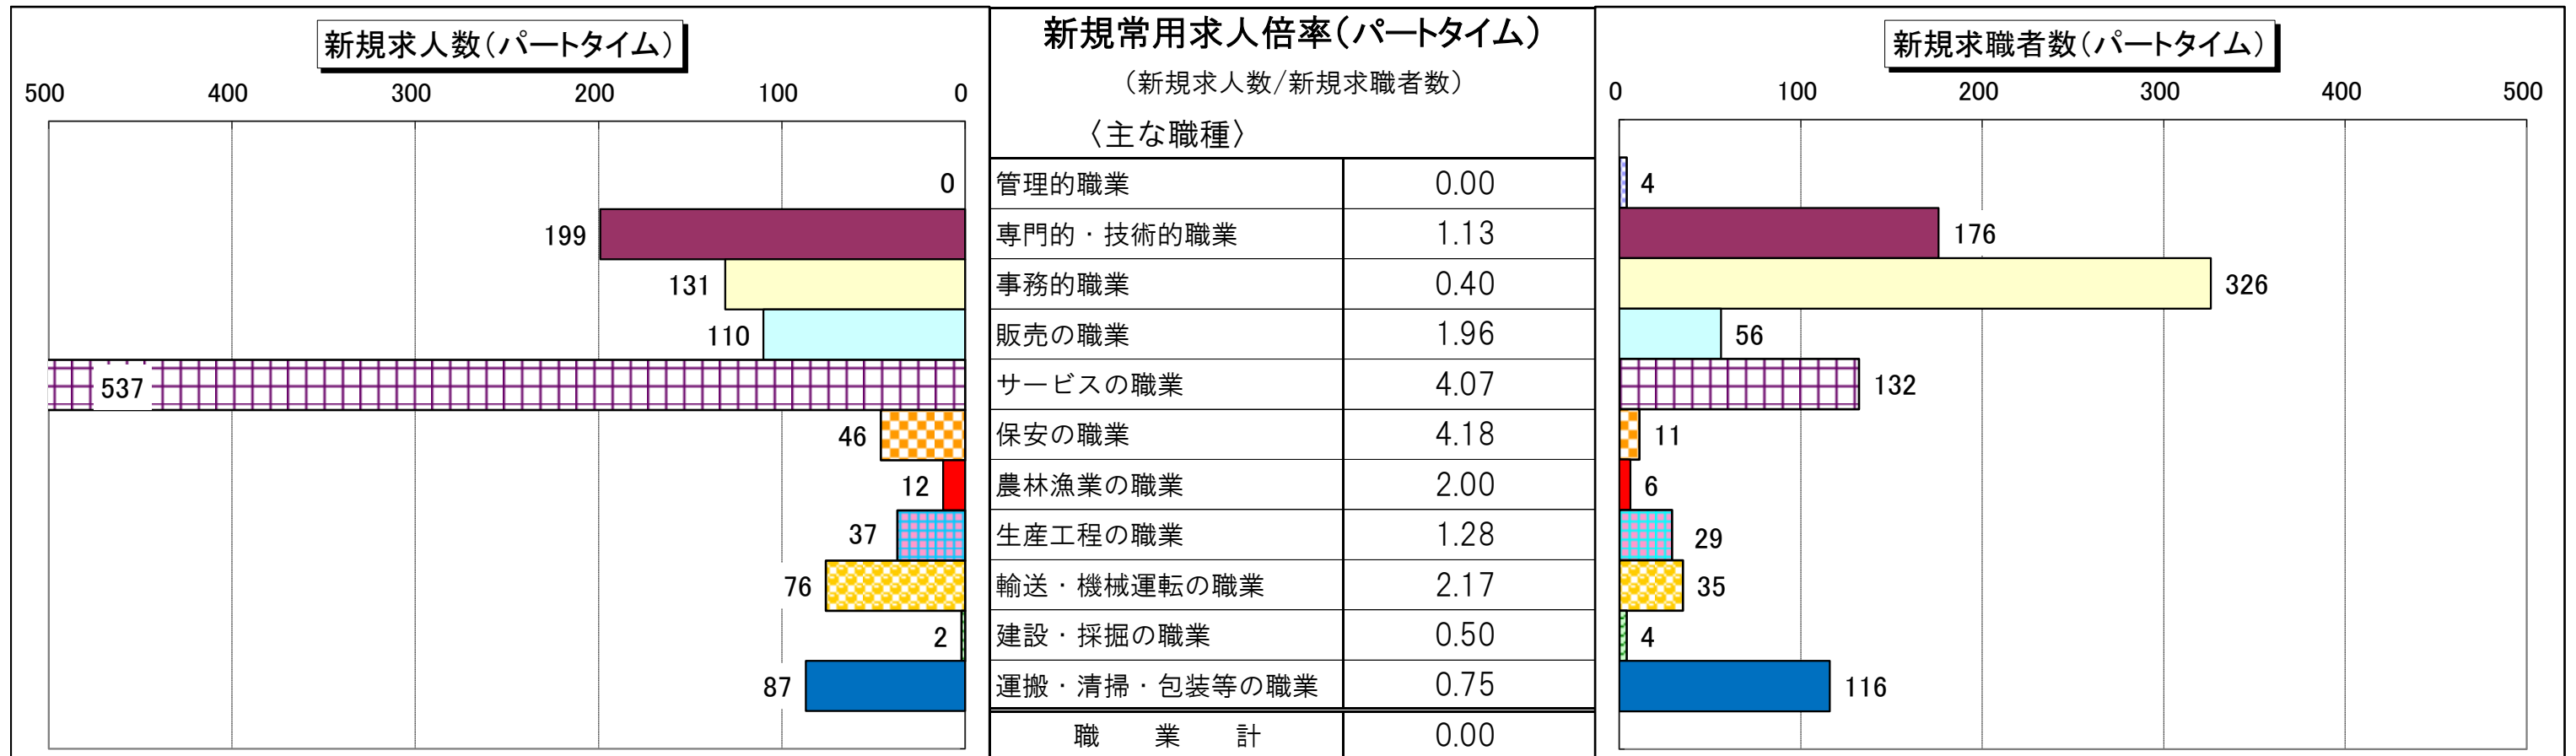 新規求人数(パートタイム)
500 400 300 200 100 0
新規常用求人倍率(パートタイム)
(新規求人数/新規求職者数)
〈主な職種〉
新規求職者数(パートタイム)
0 100 200 300 400 500
0 管理的職業 0.00 4
199 専門的・技術的職業 1.13 176
131 事務的職業 0.40 326
110 販売の職業 1.96 56
537 サービスの職業 4.07 132
46 保安の職業 4.18 11
12 農林漁業の職業 2.00 6
37 生産工程の職業 1.28 29
76 輸送・機械運転の職業 2.17 35
2 建設・採掘の職業 0.50 4
87 運搬・清掃・包装等の職業 0.75 116
職 業 計 0.00